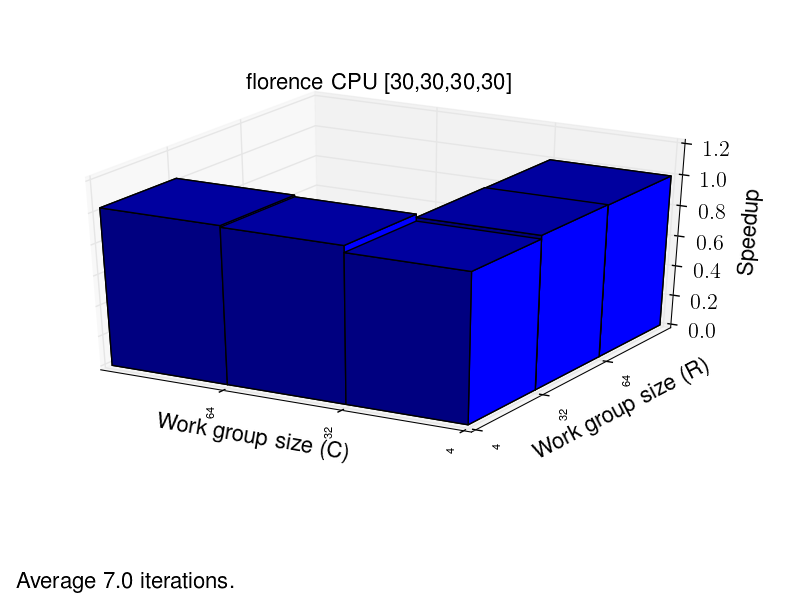 florence CPU [30,30,30,30]
1.2
1.0
0.8
0.6
0.4
0.2
0.0
Speedup
64
32
4
Work group size (C)
4
32
64
Work group size (R)
Average 7.0 iterations.